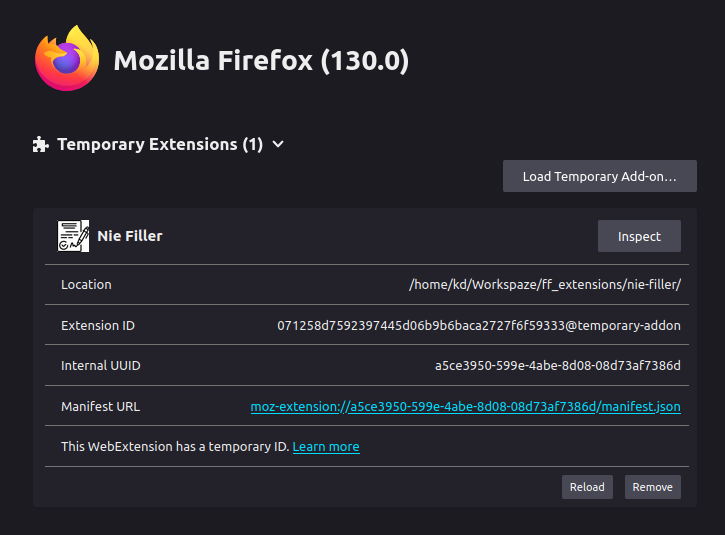 Mozilla Firefox (130.0)
Temporary Extensions (1)
Load Temporary Add-on…
Nie Filler
Inspect
Location
/home/kd/Workspaze/ff_extensions/nie-filler/
Extension ID
071258d7592397445d06b9b6baca2727f6f59333@temporary-addon
Internal UUID
a5ce3950-599e-4abe-8d08-08d73af7386d
Manifest URL
moz-extension://a5ce3950-599e-4abe-8d08-08d73af7386d/manifest.json
This WebExtension has a temporary ID. Learn more
Reload
Remove